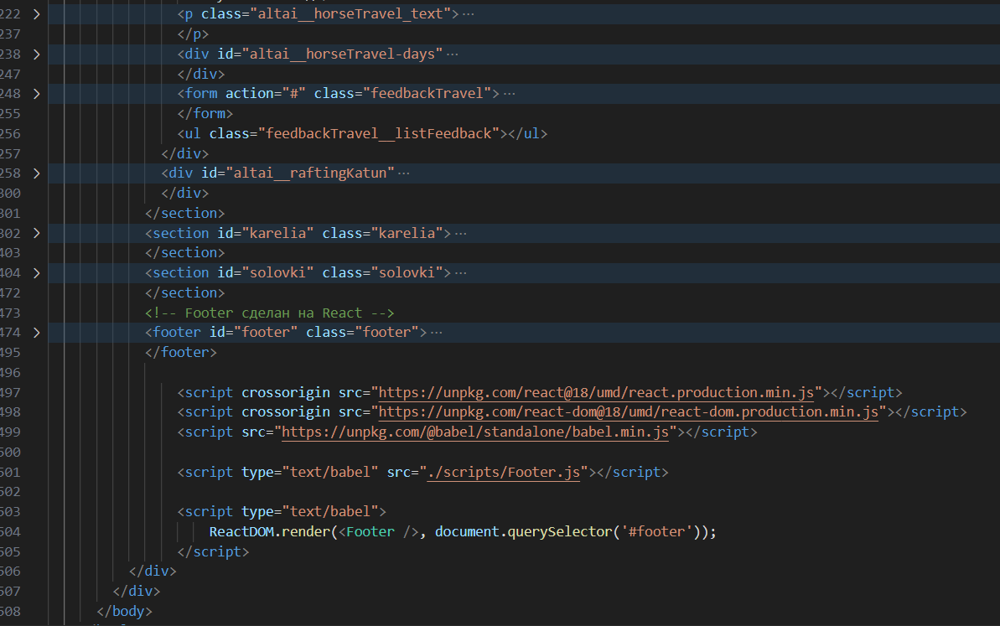 222 > <p class="altai__horseTravel_text">···
237 </p>
238 > <div id="altai__horseTravel-days" ···
247 </div>
248 > <form action="#" class="feedbackTravel">···
255 </form>
256 <ul class="feedbackTravel__listFeedback"></ul>
257 </div>
258 > <div id="altai__raftingKatun" ···
300 </div>
301 </section>
302 > <section id="karelia" class="karelia">···
403 </section>
404 > <section id="solovki" class="solovki">···
472 </section>
473 <!-- Footer сделан на React -->
474 > <footer id="footer" class="footer">···
495 </footer>
496
497 <script crossorigin src="https://unpkg.com/react@18/umd/react.production.min.js"></script>
498 <script crossorigin src="https://unpkg.com/react-dom@18/umd/react-dom.production.min.js"></script>
499 <script src="https://unpkg.com/@babel/standalone/babel.min.js"></script>
500
501 <script type="text/babel" src="./scripts/Footer.js"></script>
502
503 <script type="text/babel">
504 ReactDOM.render(<Footer />, document.querySelector('#footer'));
505 </script>
506 </div>
507 </div>
508 </body>